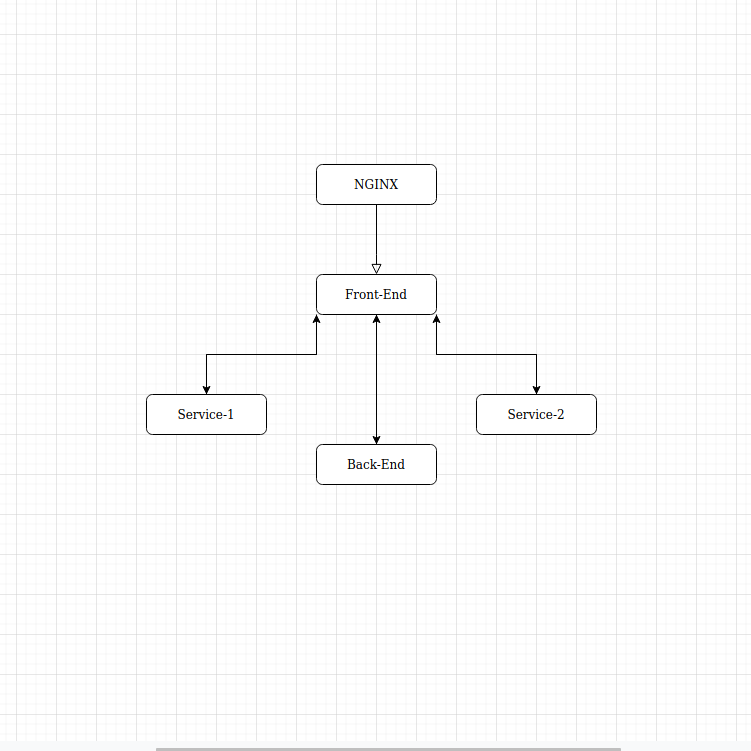 NGINX
Front-End
Service-1
Service-2
Back-End